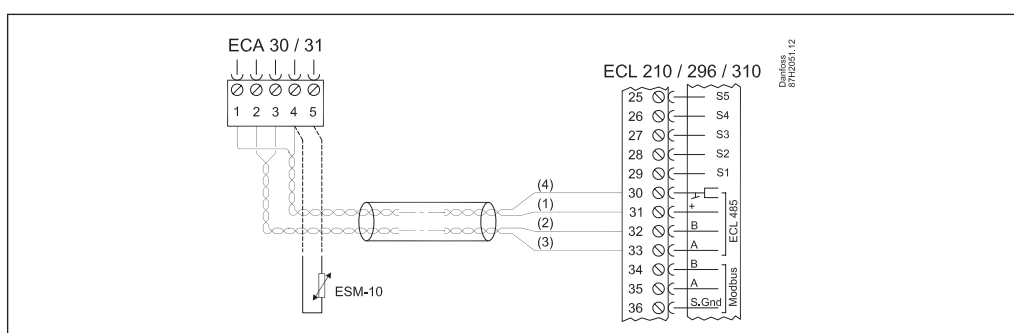 ECA 30 / 31
1 2 3 4 5
ESM-10
(4)
(1)
(2)
(3)
ECL 210 / 296 / 310
25 S5
26 S4
27 S3
28 S2
29 S1
30
31 +
32 B
33 A
34 B
35 A
36 S.Gnd
ECL 485
Modbus
Danfoss
87H2051.12